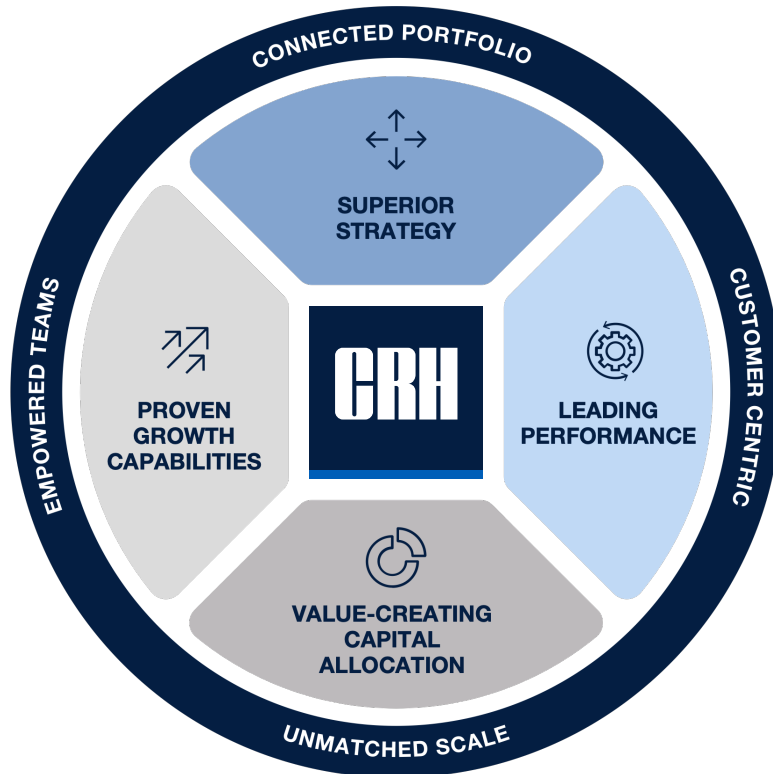 CONNECTED PORTFOLIO
SUPERIOR
STRATEGY
EMPOWERED TEAMS
PROVEN
GROWTH
CAPABILITIES
CRH
LEADING
PERFORMANCE
CUSTOMER CENTRIC
VALUE-CREATING
CAPITAL
ALLOCATION
UNMATCHED SCALE